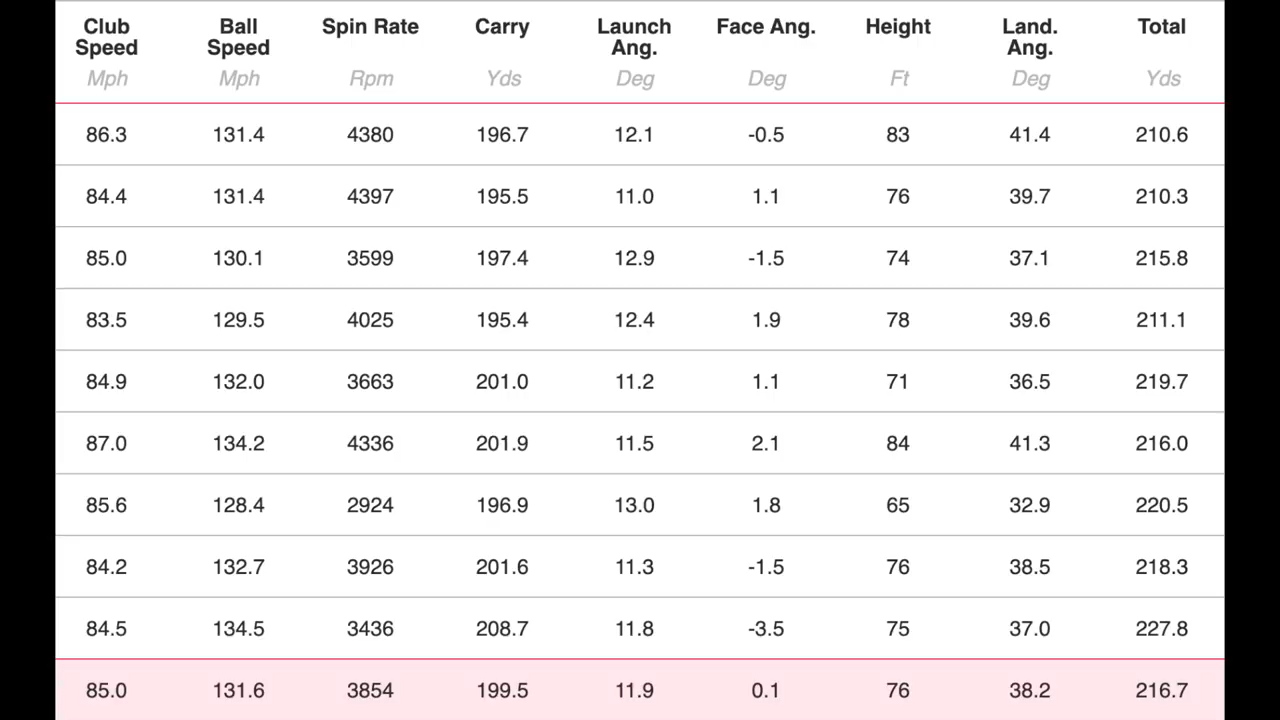 Club Speed Ball Speed Spin Rate Carry Launch Ang. Face Ang. Height Land. Ang. Total
Mph Mph Rpm Yds Deg Deg Ft Deg Yds
86.3 131.4 4380 196.7 12.1 -0.5 83 41.4 210.6
84.4 131.4 4397 195.5 11.0 1.1 76 39.7 210.3
85.0 130.1 3599 197.4 12.9 -1.5 74 37.1 215.8
83.5 129.5 4025 195.4 12.4 1.9 78 39.6 211.1
84.9 132.0 3663 201.0 11.2 1.1 71 36.5 219.7
87.0 134.2 4336 201.9 11.5 2.1 84 41.3 216.0
85.6 128.4 2924 196.9 13.0 1.8 65 32.9 220.5
84.2 132.7 3926 201.6 11.3 -1.5 76 38.5 218.3
84.5 134.5 3436 208.7 11.8 -3.5 75 37.0 227.8
85.0 131.6 3854 199.5 11.9 0.1 76 38.2 216.7